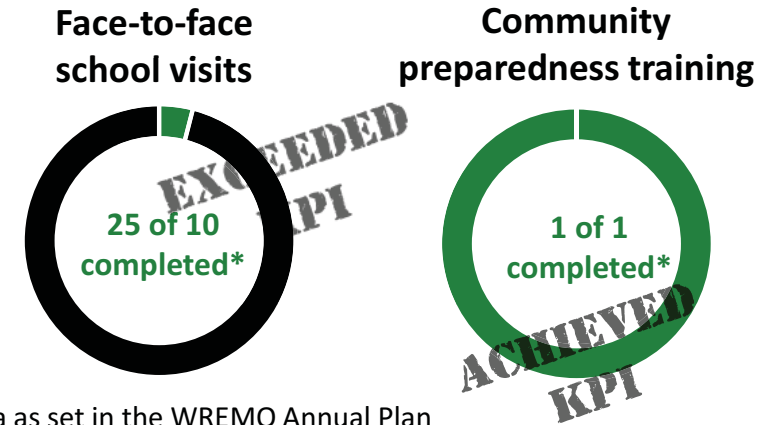 Face-to-face
school visits
EXCEEDED
KPI
25 of 10
completed*
Community
preparedness training
1 of 1
completed*
ACHIEVED
KPI
as set in the WREMO Annual Plan